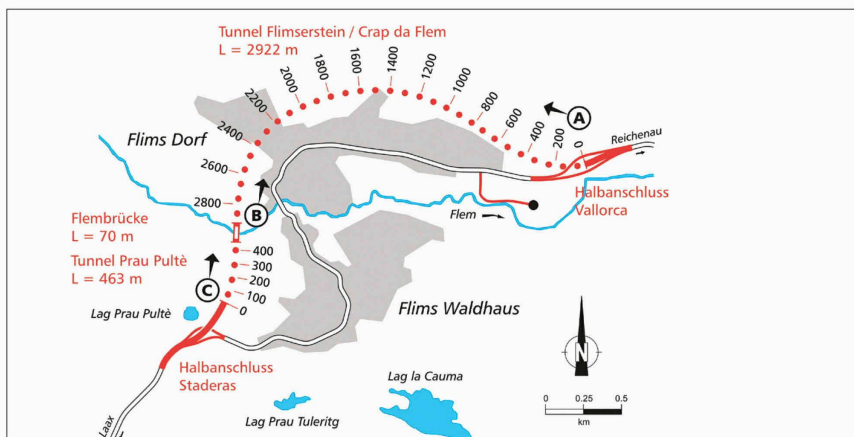 Tunnel Flimserstein / Crap da Flem
L = 2922 m
2200
2000
1800
1600
1400
1200
1000
800
600
400
200
0
A
Reichenau
Flims Dorf
2400
2600
2800
B
Halbanschluss
Vallorca
Flem
Flembrücke
L = 70 m
Tunnel Prau Pultè
L = 463 m
400
300
200
100
0
C
Lag Prau Pultè
Flims Waldhaus
N
Halbanschluss
Staderas
Lag la Cauma
Lag Prau Tuleritg
0 0.25 0.5
km
Laax